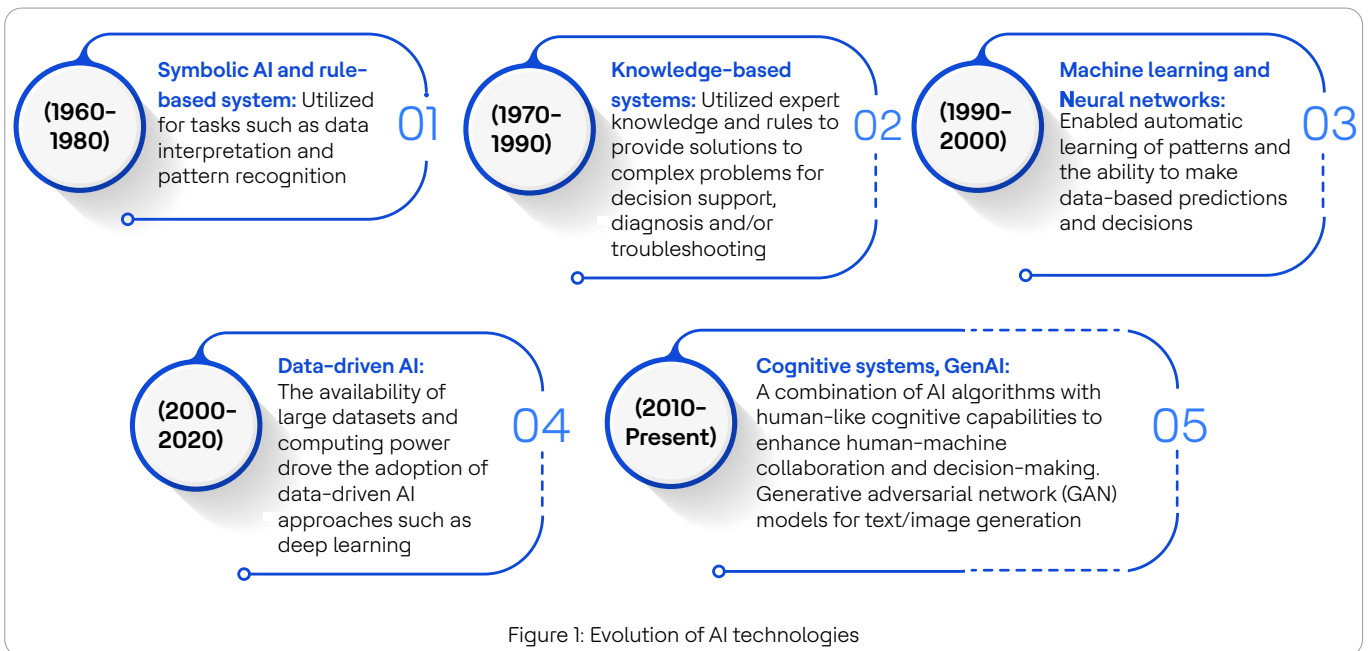 (1960-
1980)
Symbolic AI and rule-
based system: Utilized
for tasks such as data
interpretation and
pattern recognition
01
(1970-
1990)
Knowledge-based
systems: Utilized expert
knowledge and rules to
provide solutions to
complex problems for
decision support,
diagnosis and/or
troubleshooting
02
(1990-
2000)
Machine learning and
Neural networks:
Enabled automatic
learning of patterns and
the ability to make
data-based predictions
and decisions
03
(2000-
2020)
Data-driven AI:
The availability of
large datasets and
computing power
drove the adoption of
data-driven AI
approaches such as
deep learning
04
(2010-
Present)
Cognitive systems, GenAI:
A combination of AI algorithms with
human-like cognitive capabilities to
enhance human-machine
collaboration and decision-making.
Generative adversarial network (GAN)
models for text/image generation
05
Figure 1: Evolution of AI technologies